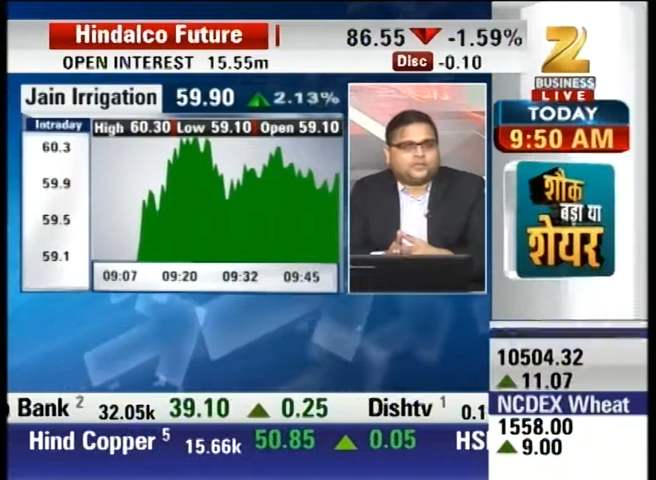 Hindalco Future
86.55 -1.59%
OPEN INTEREST 15.55m
Disc -0.10
Z
BUSINESS
LIVE
TODAY
9:50 AM
Jain Irrigation 59.90 2.13%
Intraday High 60.30 Low 59.10 Open 59.10
60.3
59.9
59.5
59.1
09:07 09:20 09:32 09:45
शौक
बड़ा या
शेयर
10504.32
11.07
NCDEX Wheat
1558.00
9.00
Bank 2 32.05k 39.10 0.25 Dishtv 1
Hind Copper 5 15.66k 50.85 0.05